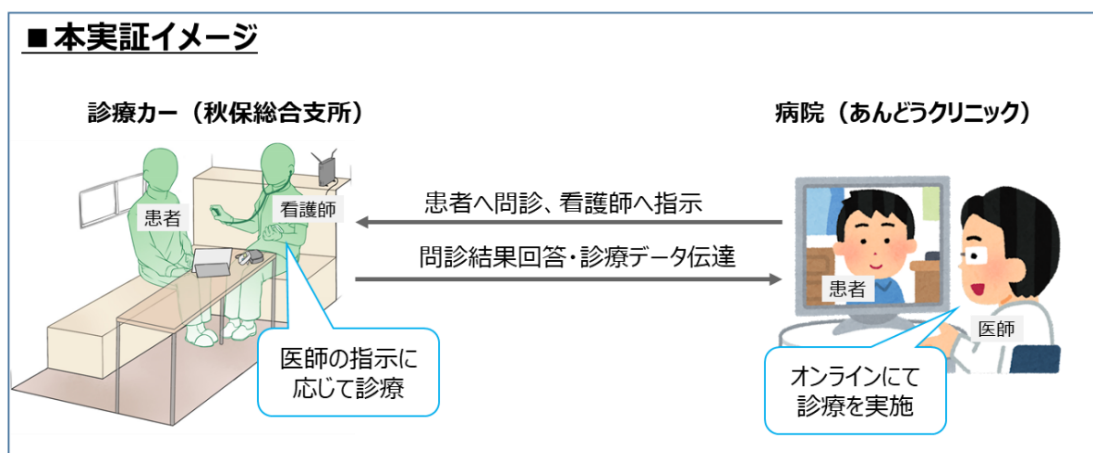 ■本実証イメージ
診療カー（秋保総合支所）
病院（あんどうクリニック）
患者
看護師
患者へ問診、看護師へ指示
問診結果回答・診療データ伝達
患者
医師
医師の指示に
応じて診療
オンラインにて
診療を実施